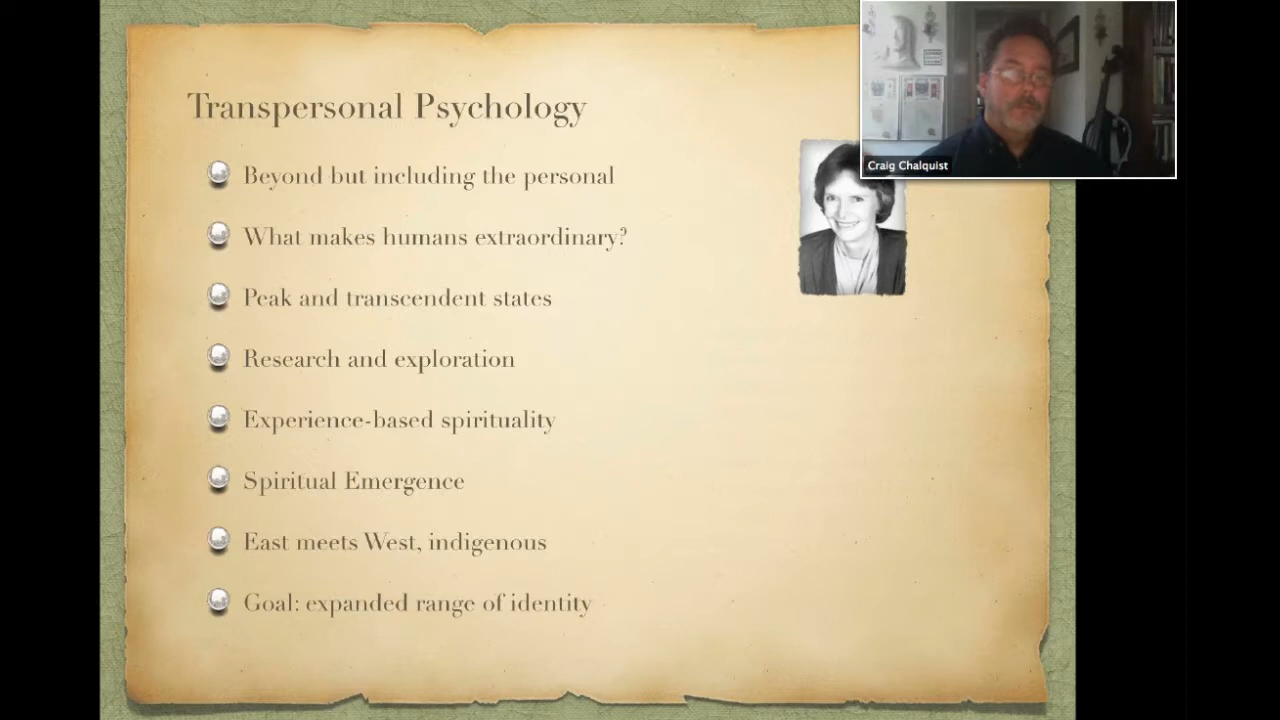 Transpersonal Psychology
Beyond but including the personal
What makes humans extraordinary?
Peak and transcendent states
Research and exploration
Experience-based spirituality
Spiritual Emergence
East meets West, indigenous
Goal: expanded range of identity
Craig Chalquist